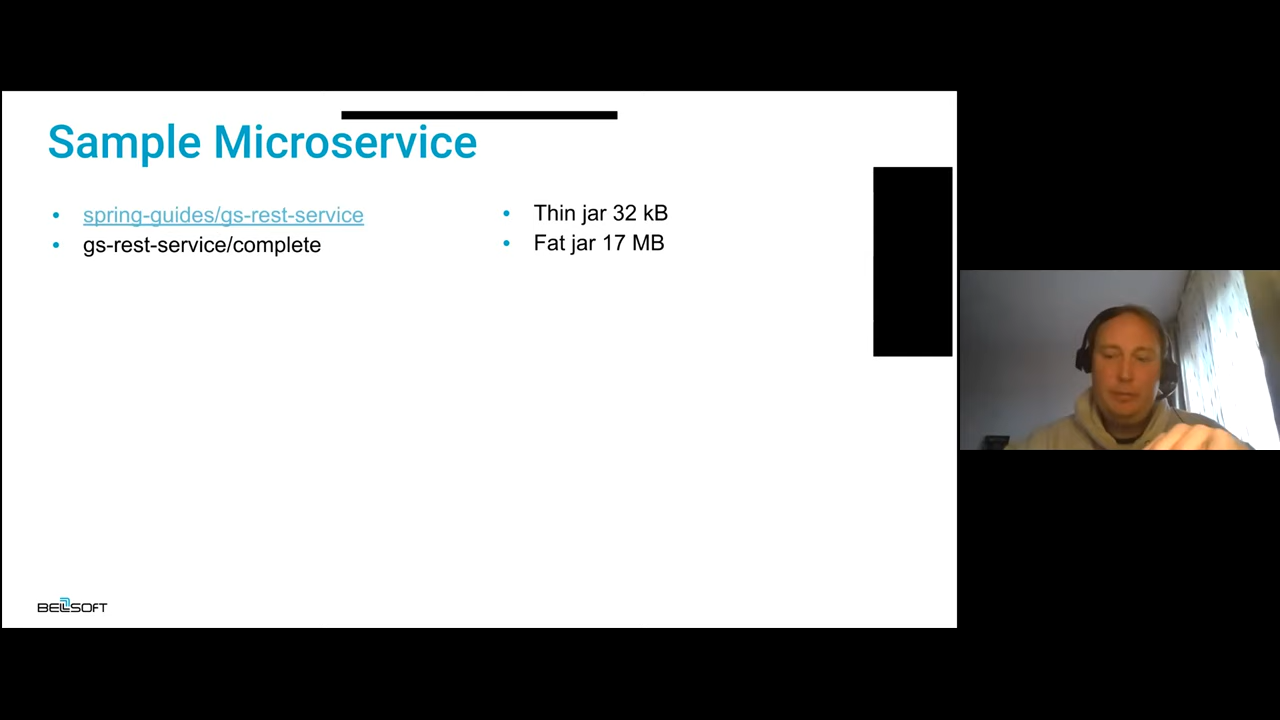 Sample Microservice
spring-guides/gs-rest-service
gs-rest-service/complete
Thin jar 32 kB
Fat jar 17 MB
BELLSOFT